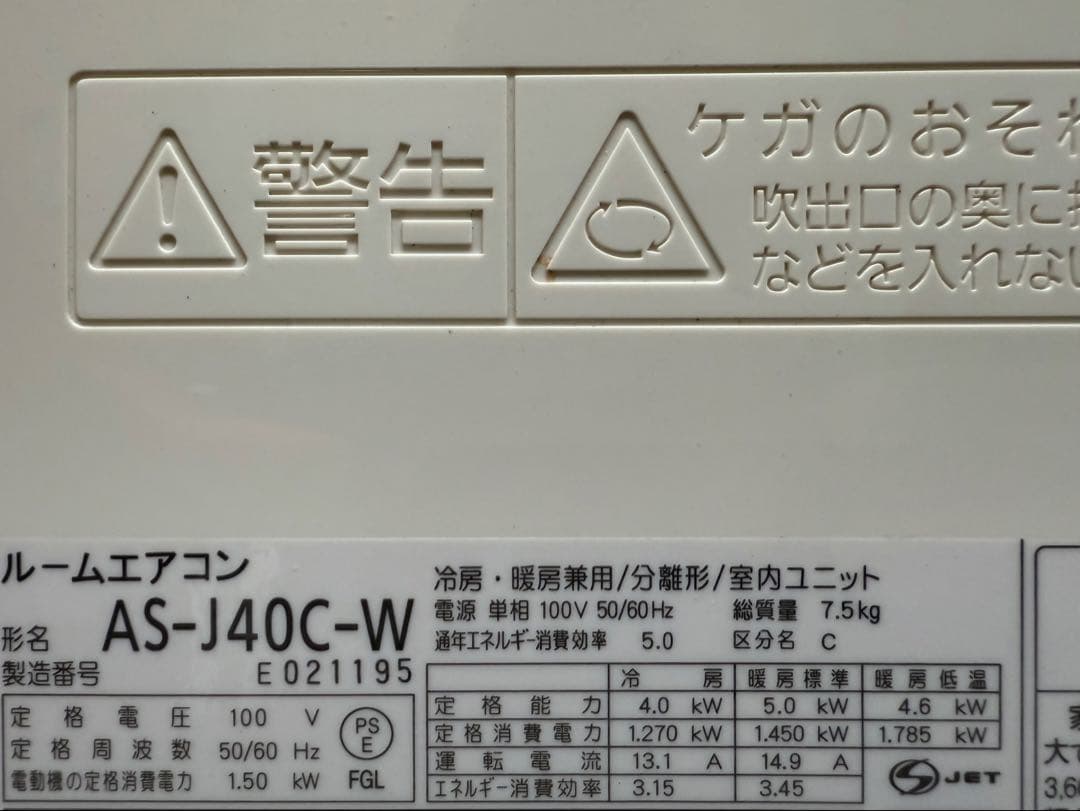 警告
ケガのおそれ
吹出口の奥に
などを入れない
ルームエアコン
形名 AS-J40C-W
製造番号 E021195
定格電圧 100 V
定格周波数 50/60 Hz
電動機の定格消費電力 1.50 kW
PS
E
FGL
冷房・暖房兼用/分離形/室内ユニット
電源 単相 100V 50/60Hz 総質量 7.5kg
通年エネルギー消費効率 5.0 区分名 C
冷房 暖房標準 暖房低温
定格能力 4.0 kW 5.0 kW 4.6 kW
定格消費電力 1.270 kW 1.450 kW 1.785 kW
運転電流 13.1 A 14.9 A
エネルギー消費効率 3.15 3.45
S JET
大
3.6